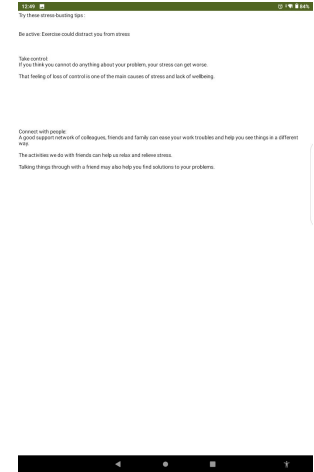 12:49
84%
Try these stress-busting tips :
Be active: Exercise could distract you from stress
Take control:
If you think you cannot do anything about your problem, your stress can get worse.
That feeling of loss of control is one of the main causes of stress and lack of wellbeing.
Connect with people:
A good support network of colleagues, friends and family can ease your work troubles and help you see things in a different
way.
The activities we do with friends can help us relax and relieve stress.
Talking things through with a friend may also help you find solutions to your problems.